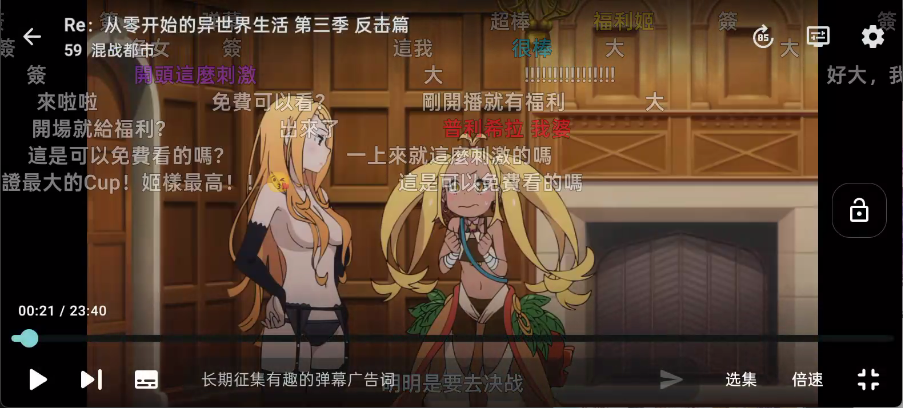 Re：从零开始的异世界生活 第三季 反击篇
超棒
福利姬
簽
簽
59 混战都市
簽
女
簽
這我
很棒
大
大
85
簽
開頭這麼刺激
大
!!!!!!!!!!!!!!!!
好大，我
來啦啦
免費可以看?
剛開播就有福利
大
開場就給福利?
出來了
普利希拉 我婆
這是可以免費看的嗎?
一上來就這麼刺激的嗎
證最大的Cup！姬樣最高！！
這是可以免費看的嗎
00:21 / 23:40
长期征集有趣的弹幕广告词
明明是要去決战
选集
倍速